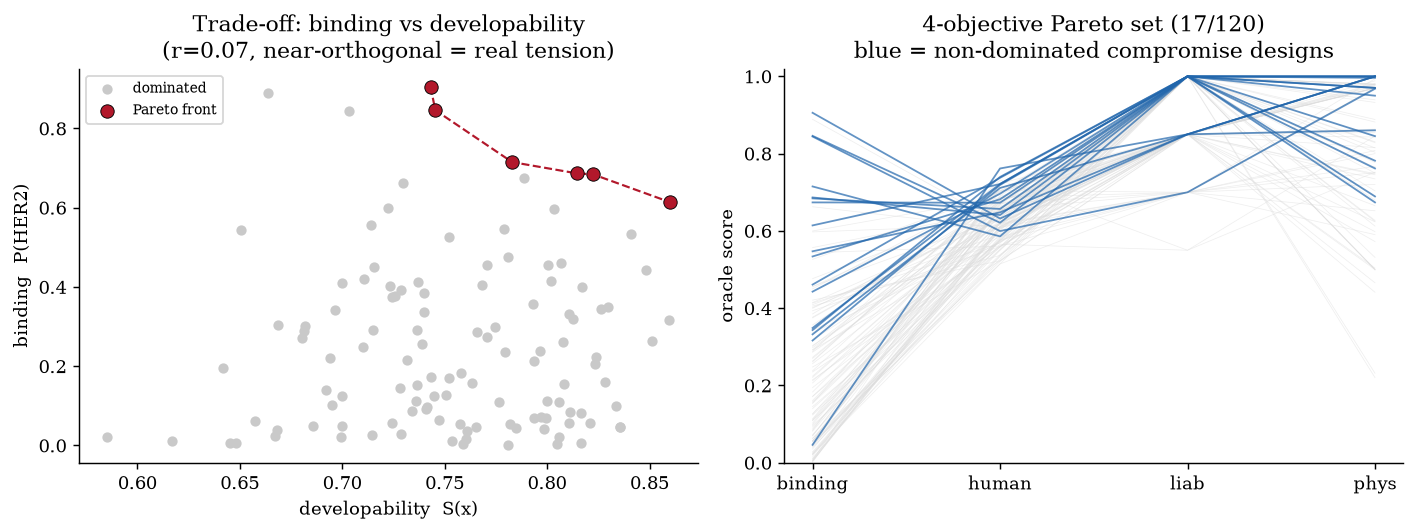 Trade-off: binding vs developability
(r=0.07, near-orthogonal = real tension)
dominated
Pareto front
binding P(HER2)
0.8
0.6
0.4
0.2
0.0
0.60 0.65 0.70 0.75 0.80 0.85
developability S(x)
4-objective Pareto set (17/120)
blue = non-dominated compromise designs
oracle score
1.0
0.8
0.6
0.4
0.2
0.0
binding human liab phys